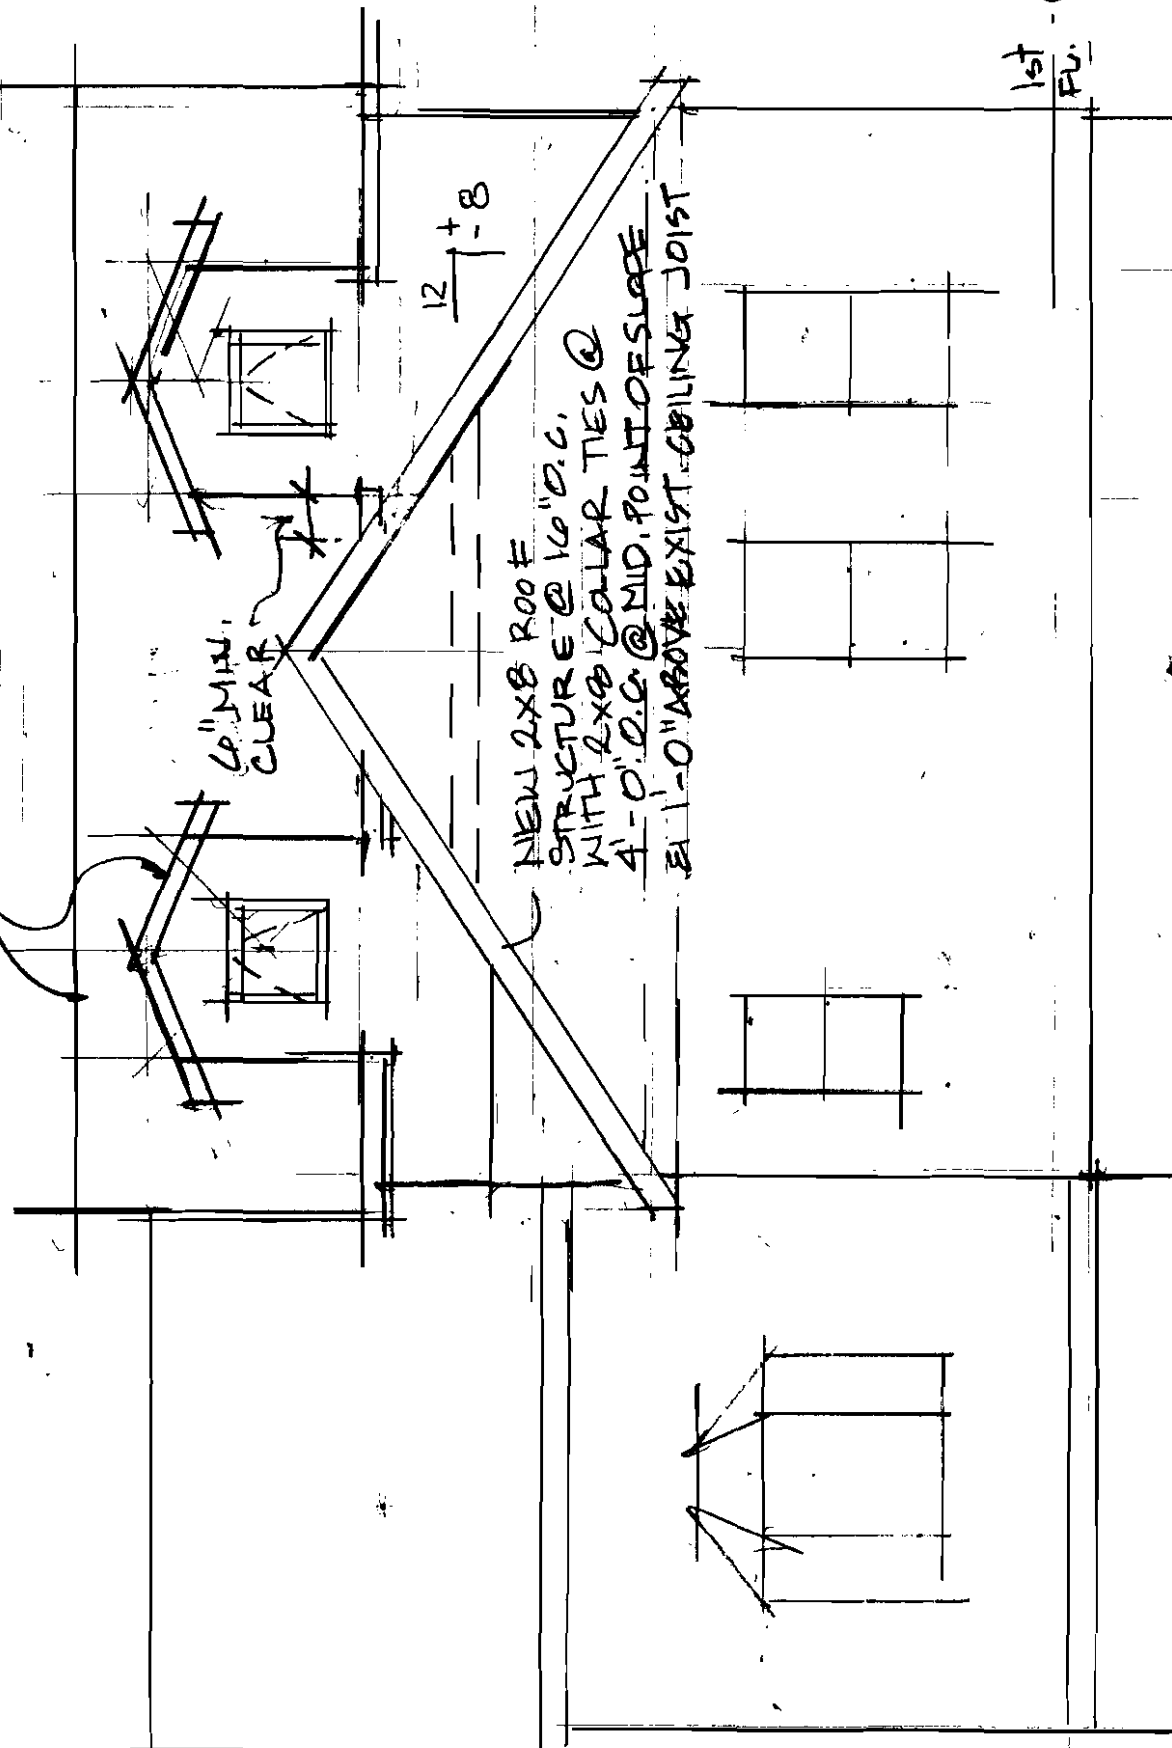 6" MIN.
CLEAR
12
+
- 8
NEW 2X8 ROOF
STRUCTURE @ 16" O.C.
WITH 2X8 COLLAR TIES @
4'-0" O.C. @ MID. POINT OF SLOPE
1'-0" ABOVE EXIST. CEILING JOIST
1st
FL.